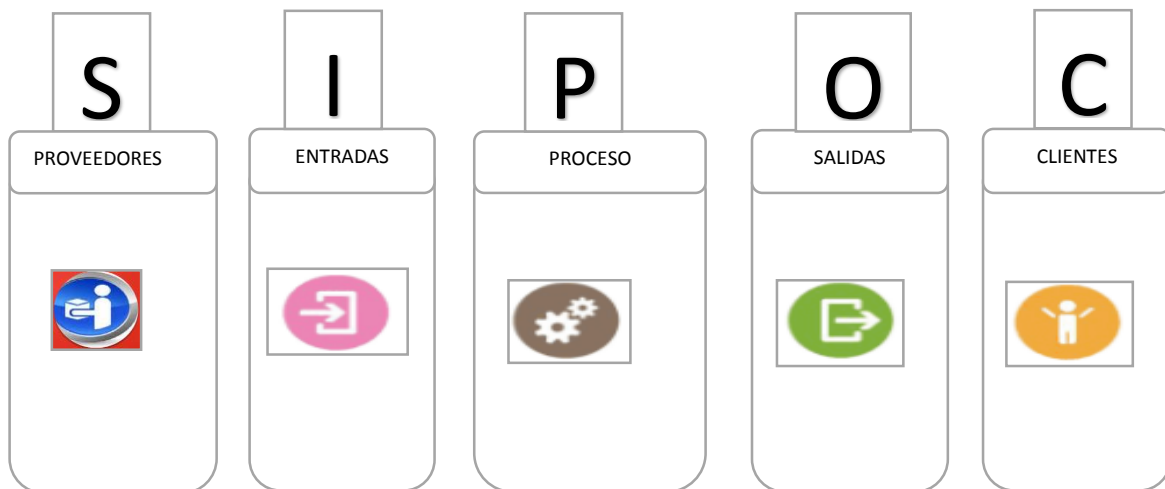 S I P O C
PROVEEDORES ENTRADAS PROCESO SALIDAS CLIENTES